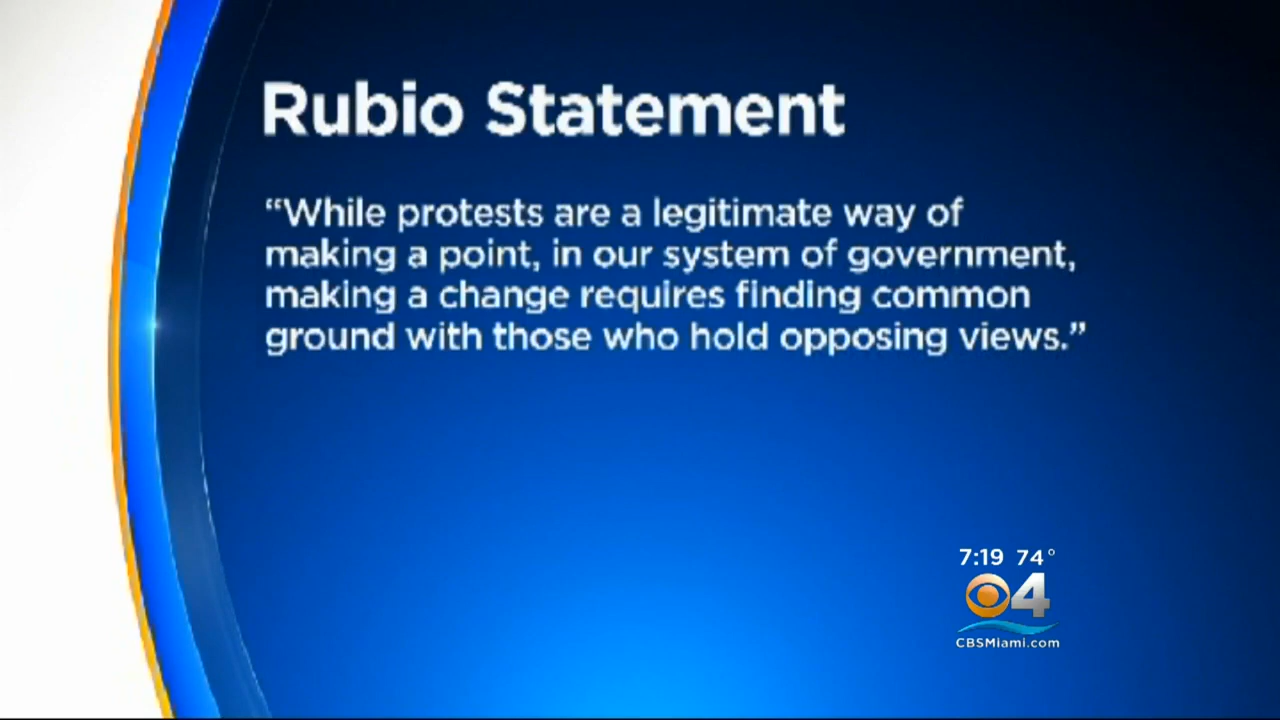 Rubio Statement
“While protests are a legitimate way of
making a point, in our system of government,
making a change requires finding common
ground with those who hold opposing views.”
7:19 74°
4
CBSMiami.com